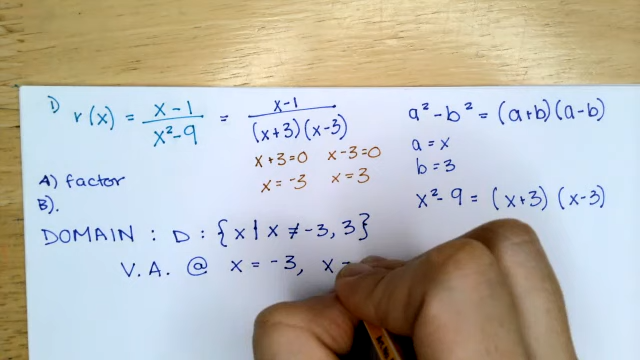 1) r(x) = x-1 / x²-9 = x-1 / (x+3)(x-3)
x+3=0 x-3=0
x=-3 x=3
A) factor
B).
DOMAIN : D : {x | x ≠ -3, 3}
V.A. @ x = -3, x
a²-b² = (a+b)(a-b)
a = x
b = 3
x²-9 = (x+3)(x-3)